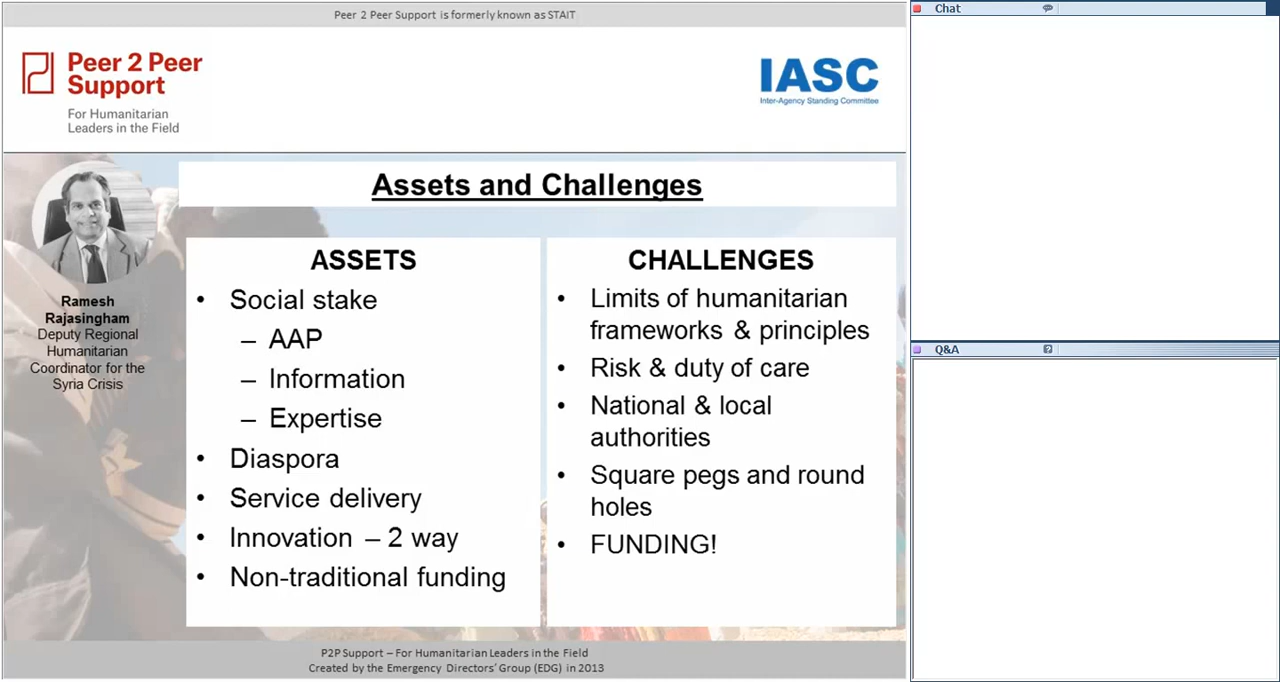 Peer 2 Peer Support is formerly known as STAIT
Peer 2 Peer
Support
For Humanitarian
Leaders in the Field
IASC
Inter-Agency Standing Committee
Ramesh
Rajasingham
Deputy Regional
Humanitarian
Coordinator for the
Syria Crisis
Assets and Challenges
ASSETS
• Social stake
– AAP
– Information
– Expertise
• Diaspora
• Service delivery
• Innovation – 2 way
• Non-traditional funding
CHALLENGES
• Limits of humanitarian
frameworks & principles
• Risk & duty of care
• National & local
authorities
• Square pegs and round
holes
• FUNDING!
P2P Support – For Humanitarian Leaders in the Field
Created by the Emergency Directors' Group (EDG) in 2013
Chat
Q&A